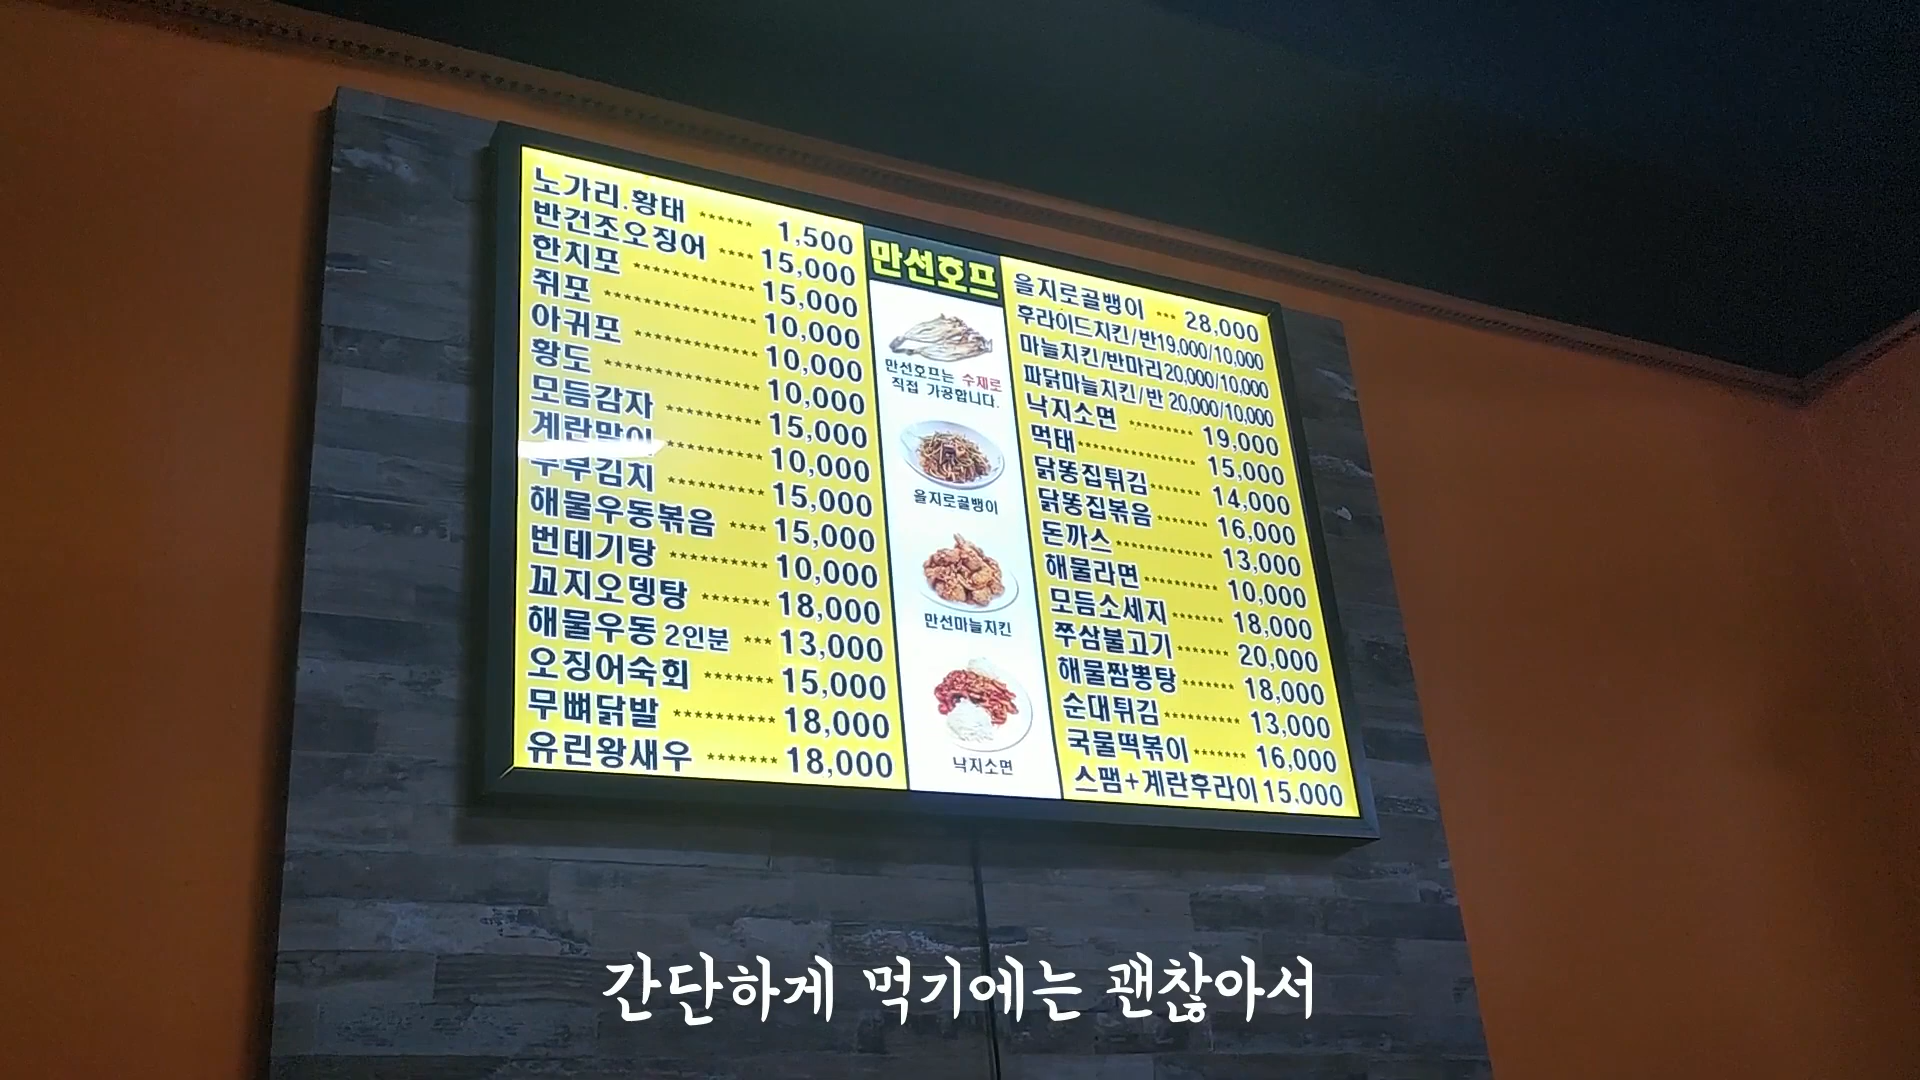 노가리.황태 ****** 1,500
반건조오징어 **** 15,000
한치포 ************ 15,000
쥐포 *************** 10,000
아귀포 ************ 10,000
황도 *************** 10,000
모듬감자 ********* 15,000
계란말이 ********* 10,000
두부김치 ********* 15,000
해물우동볶음 **** 15,000
번데기탕 ********* 10,000
꼬지오뎅탕 ******* 18,000
해물우동 2인분 *** 13,000
오징어숙회 ******* 15,000
무뼈닭발 ********** 18,000
유린왕새우 ******* 18,000
만선호프
만선호프는 수제로
직접 가공합니다.
을지로골뱅이
만선마늘치킨
낙지소면
을지로골뱅이 *** 28,000
후라이드치킨/반19,000/10,000
마늘치킨/반마리20,000/10,000
파닭마늘치킨/반 20,000/10,000
낙지소면 ********* 19,000
먹태************** 15,000
닭똥집튀김******* 14,000
닭똥집볶음******* 16,000
돈까스************* 13,000
해물라면********** 10,000
모듬소세지******* 18,000
쭈삼불고기******* 20,000
해물짬뽕탕******* 18,000
순대튀김********** 13,000
국물떡볶이******* 16,000
스팸+계란후라이 15,000
간단하게 먹기에는 괜찮아서